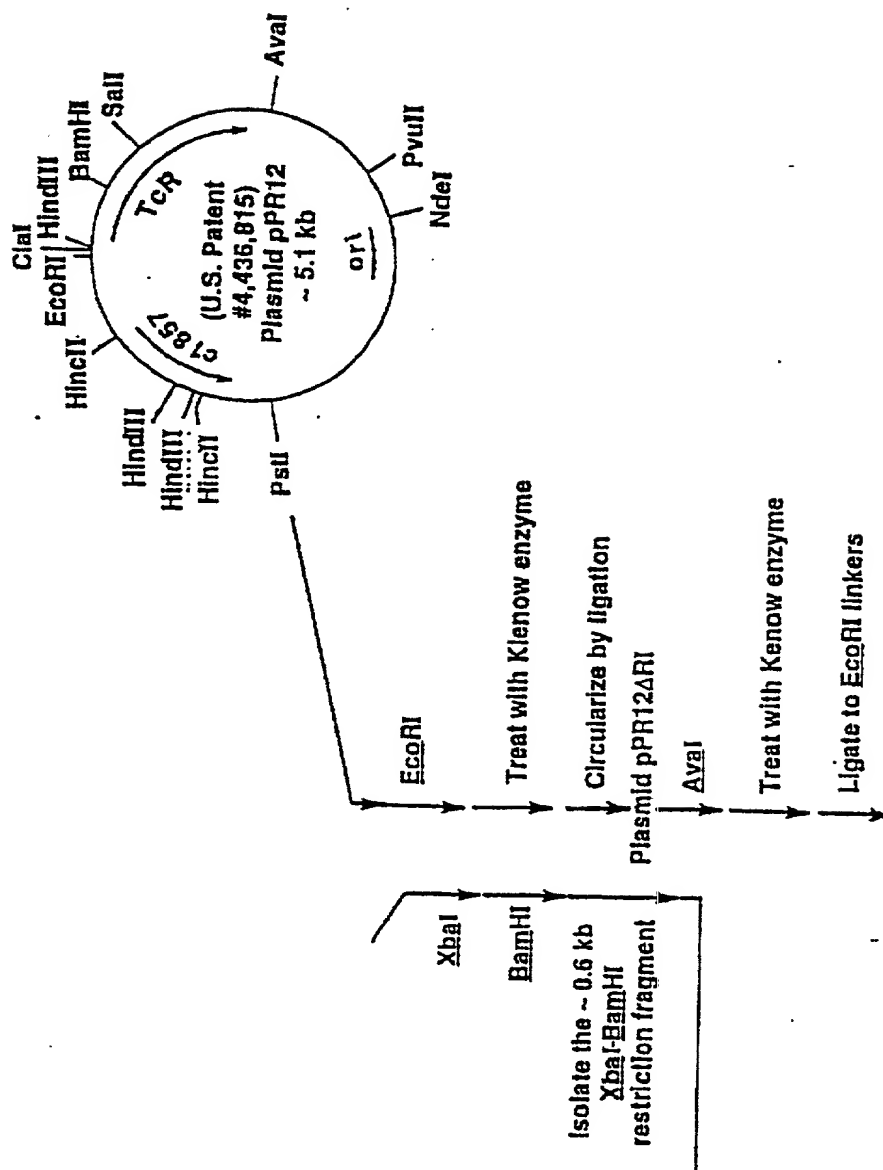 ClaI
EcoRI
HindIII
BamHI
SalI
HincII
HindIII
HindIII
HincII
AvaI
PvuII
NdeI
PstI
TcR
c1857
(U.S. Patent
#4,436,815)
Plasmid pPR12
~ 5.1 kb
ori
EcoRI
Treat with Klenow enzyme
Circularize by ligation
Plasmid pPR12ΔRI
AvaI
Treat with Kenow enzyme
Ligate to EcoRI linkers
XbaI
BamHI
Isolate the ~ 0.6 kb
XbaI-BamHI
restriction fragment